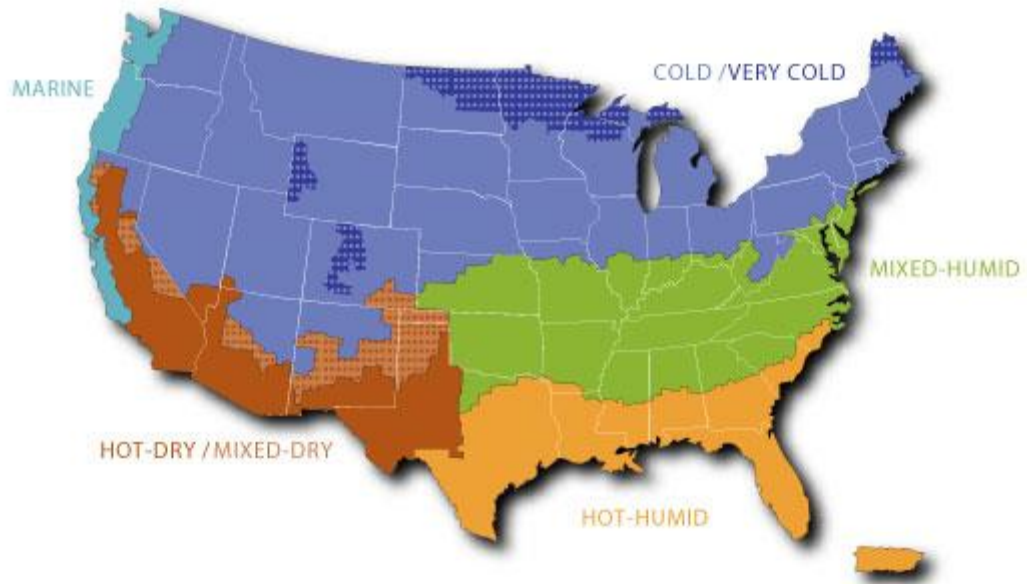 COLD /VERY COLD
MARINE
MIXED-HUMID
HOT-DRY /MIXED-DRY
HOT-HUMID